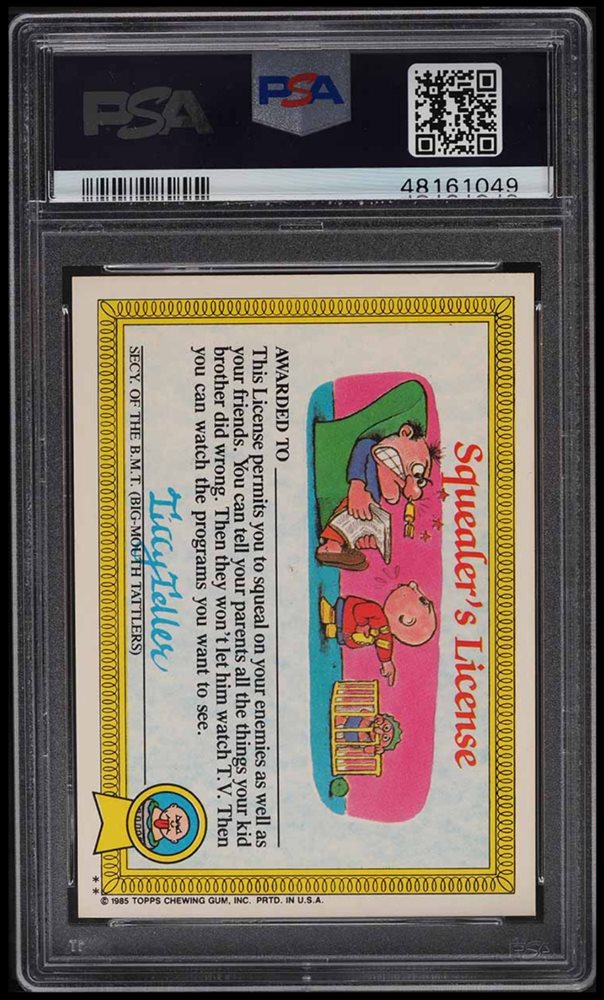 PSA
PSA
48161049
Squealer's License
AWARDED TO
This License permits you to squeal on your enemies as well as
your friends. You can tell your parents all the things your kid
brother did wrong. Then they won't let him watch T.V. Then
you can watch the programs you want to see.
Tilly Teller
SECY. OF THE B.M.T. (BIG-MOUTH TATTLERS)
** © 1985 TOPPS CHEWING GUM, INC. PRTD. IN U.S.A.
PSA